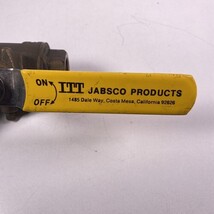 ON
OFF
ITT JABSCO PRODUCTS
1485 Dale Way, Costa Mesa, California 92626